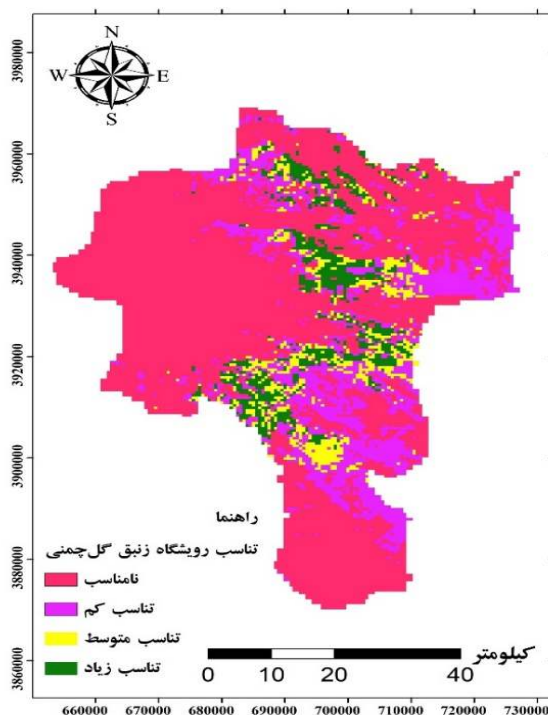 N
W E
S
3980000
3960000
3940000
3920000
3900000
3880000
3860000
راهنما
تناسب رویشگاه زنبق گل‌چمنی
نامناسب
تناسب کم
تناسب متوسط
تناسب زیاد
کیلومتر
0 10 20 40
660000 670000 680000 690000 700000 710000 720000 730000